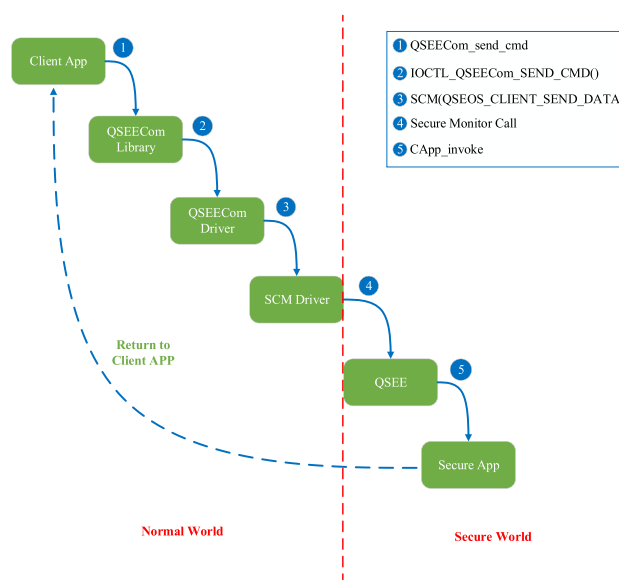 1
QSEECom_send_cmd
Client App
2
IOCTL_QSEECom_SEND_CMD()
3
SCM(QSEOS_CLIENT_SEND_DATA
4
Secure Monitor Call
5
CApp_invoke
1
QSEECom
Library
2
QSEECom
Driver
3
SCM Driver
4
Return to
Client APP
QSEE
5
Secure App
Normal World
Secure World